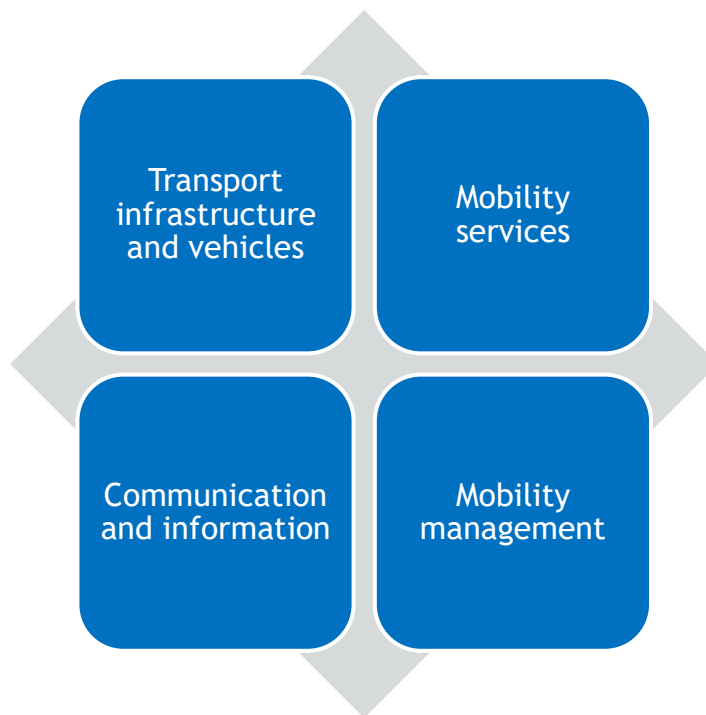 Transport
infrastructure
and vehicles
Mobility
services
Communication
and information
Mobility
management